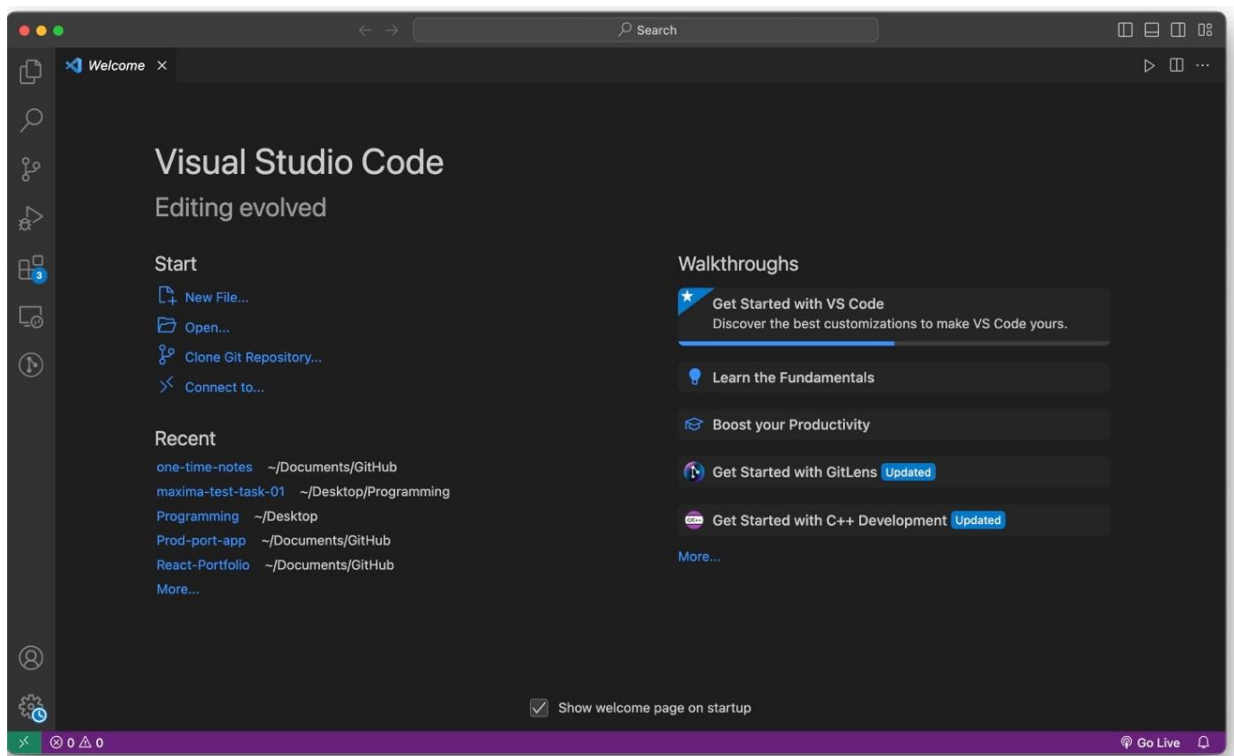 Search
Welcome
Visual Studio Code
Editing evolved
Start
New File...
Open...
Clone Git Repository...
Connect to...
Recent
one-time-notes ~/Documents/GitHub
maxima-test-task-01 ~/Desktop/Programming
Programming ~/Desktop
Prod-port-app ~/Documents/GitHub
React-Portfolio ~/Documents/GitHub
More...
Walkthroughs
Get Started with VS Code
Discover the best customizations to make VS Code yours.
Learn the Fundamentals
Boost your Productivity
Get Started with GitLens Updated
C/C++ Get Started with C++ Development Updated
More...
3
Show welcome page on startup
0 0
Go Live